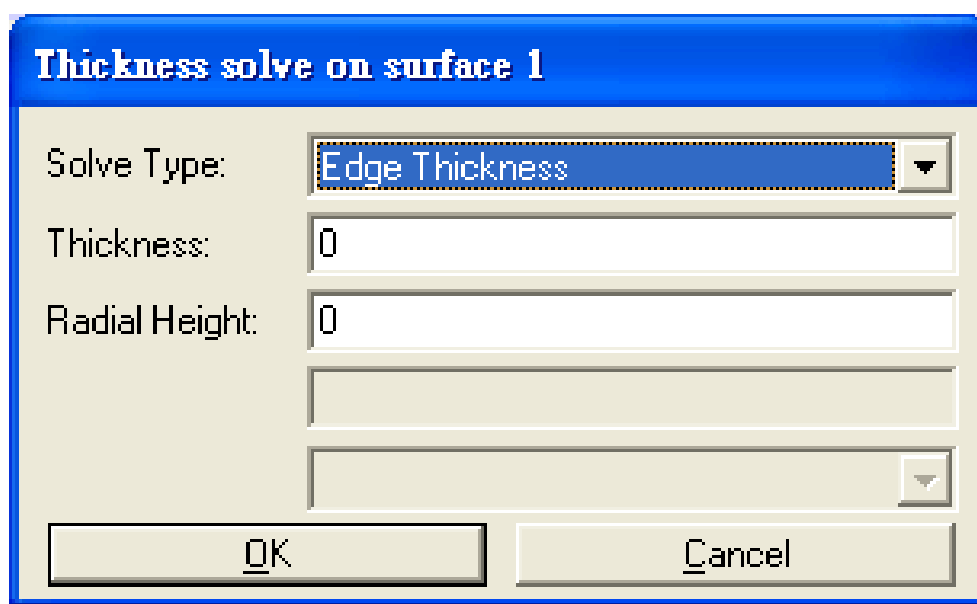 Thickness solve on surface 1
Solve Type: Edge Thickness
Thickness: 0
Radial Height: 0
OK Cancel